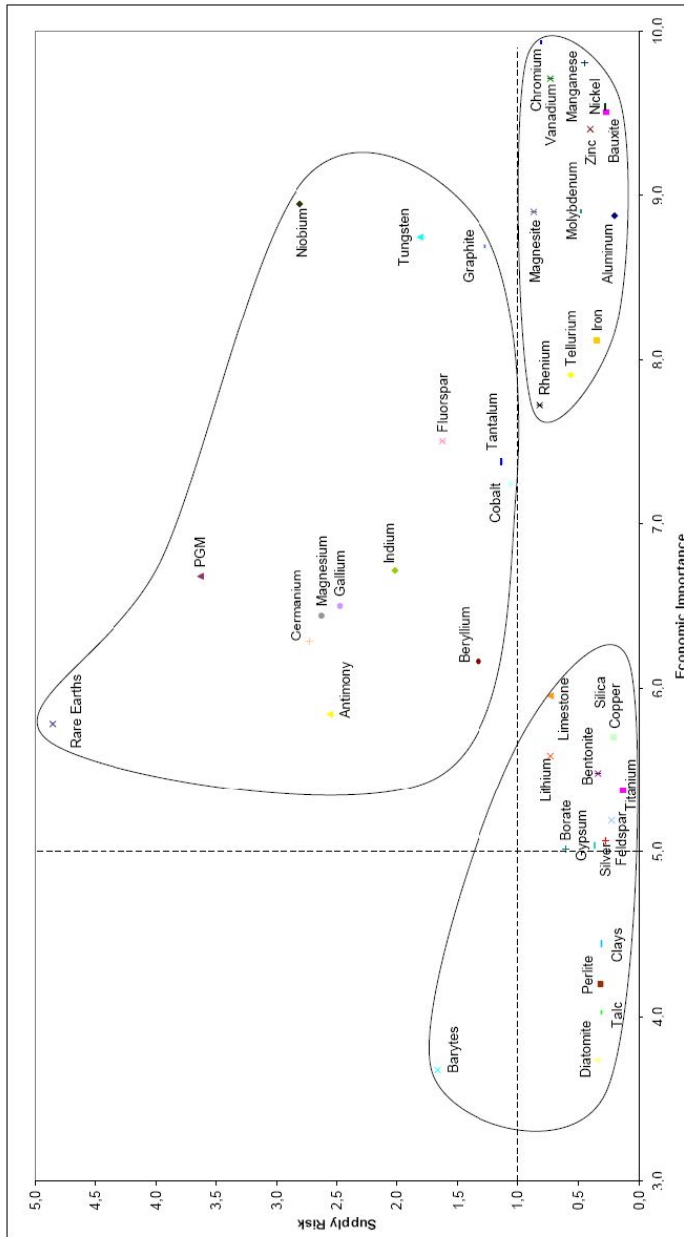 Supply Risk
5,0
4,5
4,0
3,5
3,0
2,5
2,0
1,5
1,0
0,5
0,0
Rare Earths
PGM
Niobium
Germanium
Magnesium
Gallium
Antimony
Indium
Tungsten
Fluorspar
Barytes
Beryllium
Graphite
Tantalum
Cobalt
Chromium
Vanadium
Magnesite
Rhenium
Manganese
Nickel
Molybdenum
Tellurium
Zinc
Bauxite
Aluminum
Iron
Lithium
Limestone
Borate
Gypsum
Bentonite
Silica
Copper
Silver
Feldspar
Titanium
Diatomite
Perlite
Talc
Clays
3,0
4,0
5,0
6,0
7,0
8,0
9,0
10,0
Economic Importance